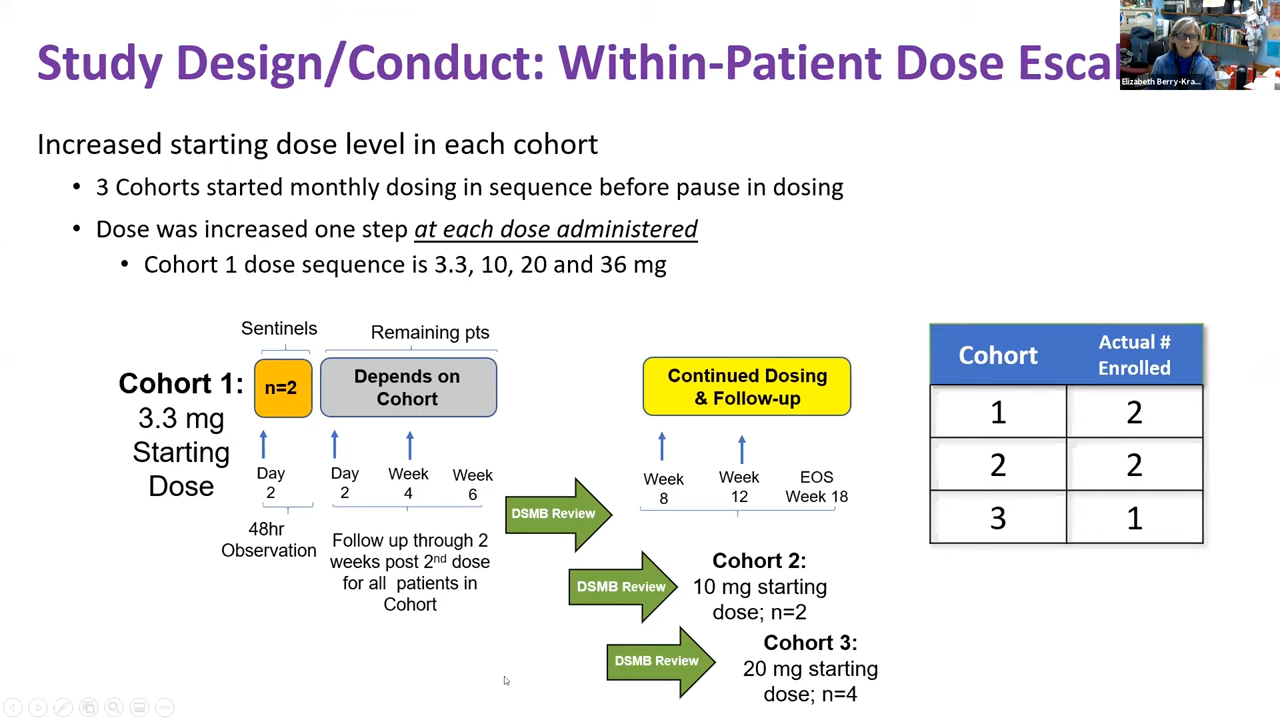 Study Design/Conduct: Within-Patient Dose Escal
Elizabeth Berry-Kra...
Increased starting dose level in each cohort
• 3 Cohorts started monthly dosing in sequence before pause in dosing
• Dose was increased one step at each dose administered
• Cohort 1 dose sequence is 3.3, 10, 20 and 36 mg
Sentinels
Remaining pts
Cohort 1:
3.3 mg
Starting
Dose
n=2
Depends on
Cohort
Continued Dosing
& Follow-up
Day
2
Day
2
Week
4
Week
6
Week
8
Week
12
EOS
Week 18
48hr
Observation
Follow up through 2
weeks post 2nd dose
for all patients in
Cohort
DSMB Review
DSMB Review
Cohort 2:
10 mg starting
dose; n=2
DSMB Review
Cohort 3:
20 mg starting
dose; n=4
Cohort
Actual #
Enrolled
1 2
2 2
3 1